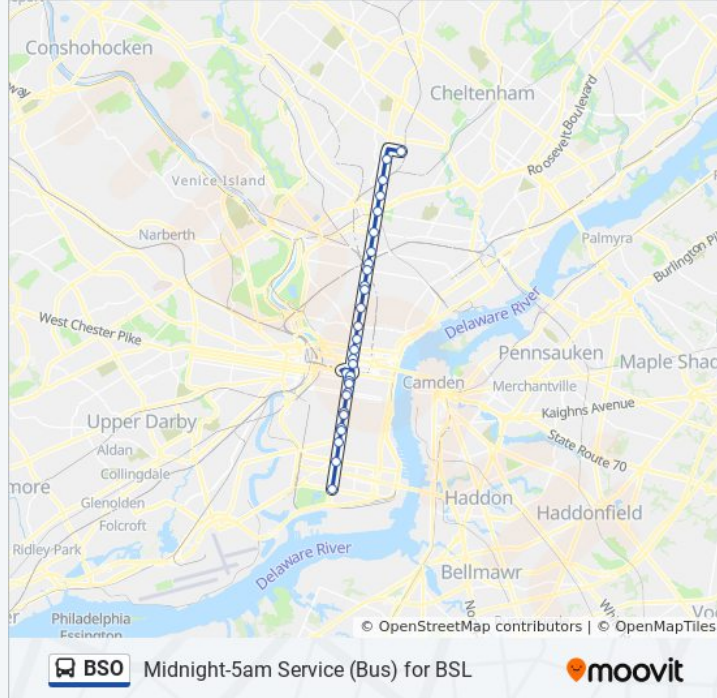 Conshohocken
Cheltenham
Roosevelt Boulevard
Venice-Island
Narberth
Palmyra
Burlington Pi
West Chester Pike
Delaware River
Pennsauken
Maple Shad
Camden
Merchantville
Upper Darby
Kaighns Avenue
Aldan
State Route 70
Collingdale
more
Glenolden
Haddon
Haddonfield
Folcroft
Ridley Park
Delaware River
Bellmawr
Philadelphia
Essington
© OpenStreetMap contributors | © OpenMapTiles
BSO Midnight-5am Service (Bus) for BSL
moovit